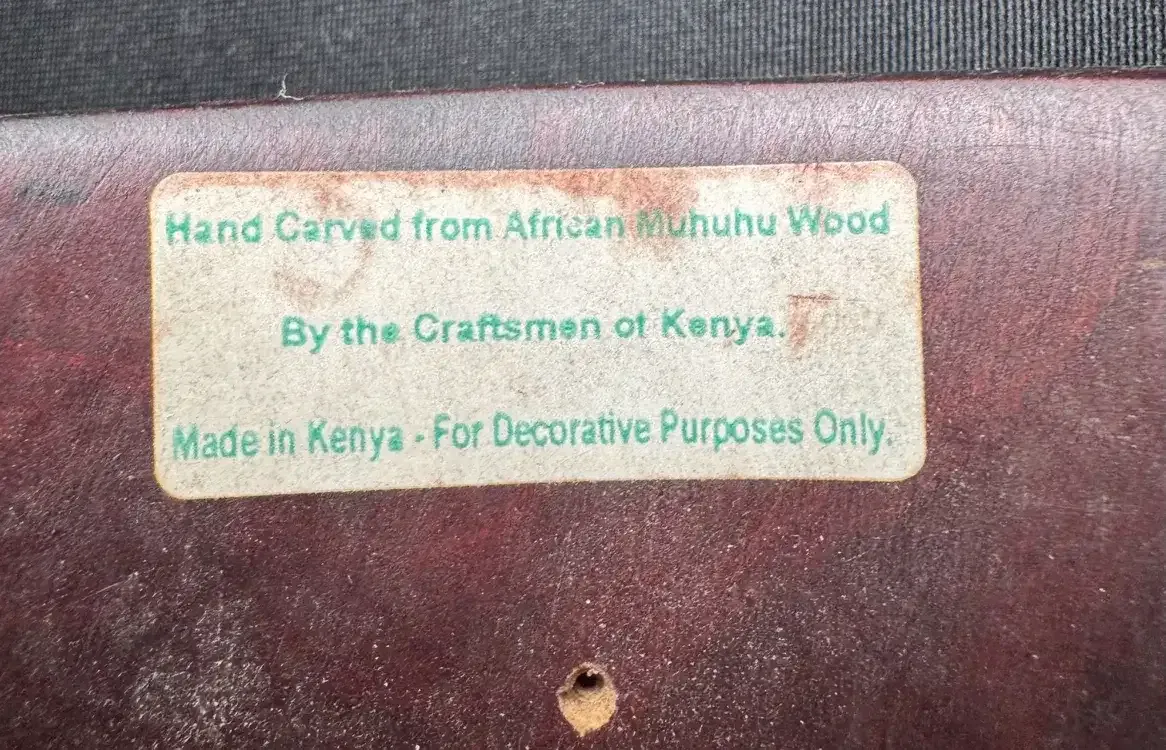 Hand Carved from African Muhuhu Wood
By the Craftsmen of Kenya.
Made in Kenya - For Decorative Purposes Only.